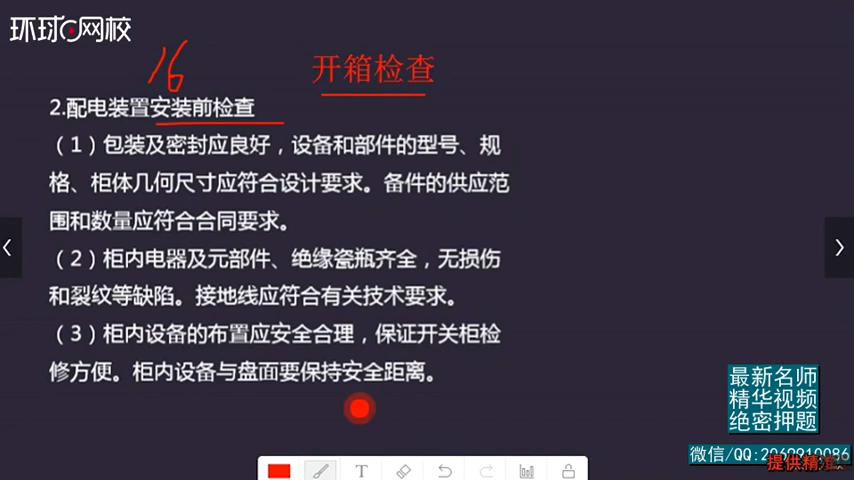 环球网校
16
开箱检查
2.配电装置安装前检查
（1）包装及密封应良好，设备和部件的型号、规
格、柜体几何尺寸应符合设计要求。备件的供应范
围和数量应符合合同要求。
（2）柜内电器及元部件、绝缘瓷瓶齐全，无损伤
和裂纹等缺陷。接地线应符合有关技术要求。
（3）柜内设备的布置应安全合理，保证开关柜检
修方便。柜内设备与盘面要保持安全距离。
最新名师
精华视频
绝密押题
微信/QQ:2069910086
提供精准
T